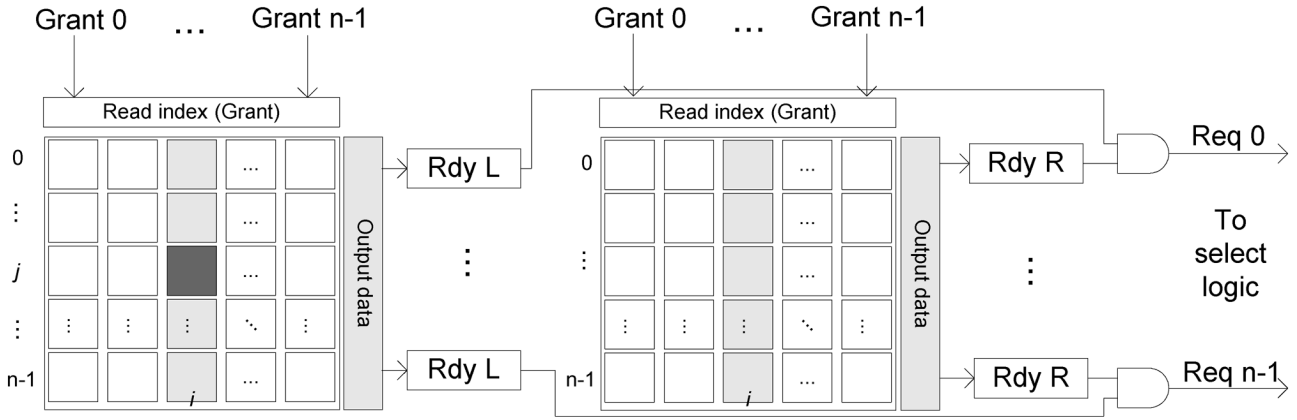 Grant 0 ... Grant n-1
Grant 0 ... Grant n-1
Read index (Grant)
Read index (Grant)
0
...
Rdy L
0
...
Rdy R
Req 0
⋮
⋮
To
select
logic
j
...
Output data
⋮
...
Output data
⋮
⋮
⋮ ⋮ ⋮ ⋱ ⋮
⋮ ⋮ ⋮ ⋱ ⋮
n-1
...
Rdy L
n-1
...
Rdy R
Req n-1
i
i